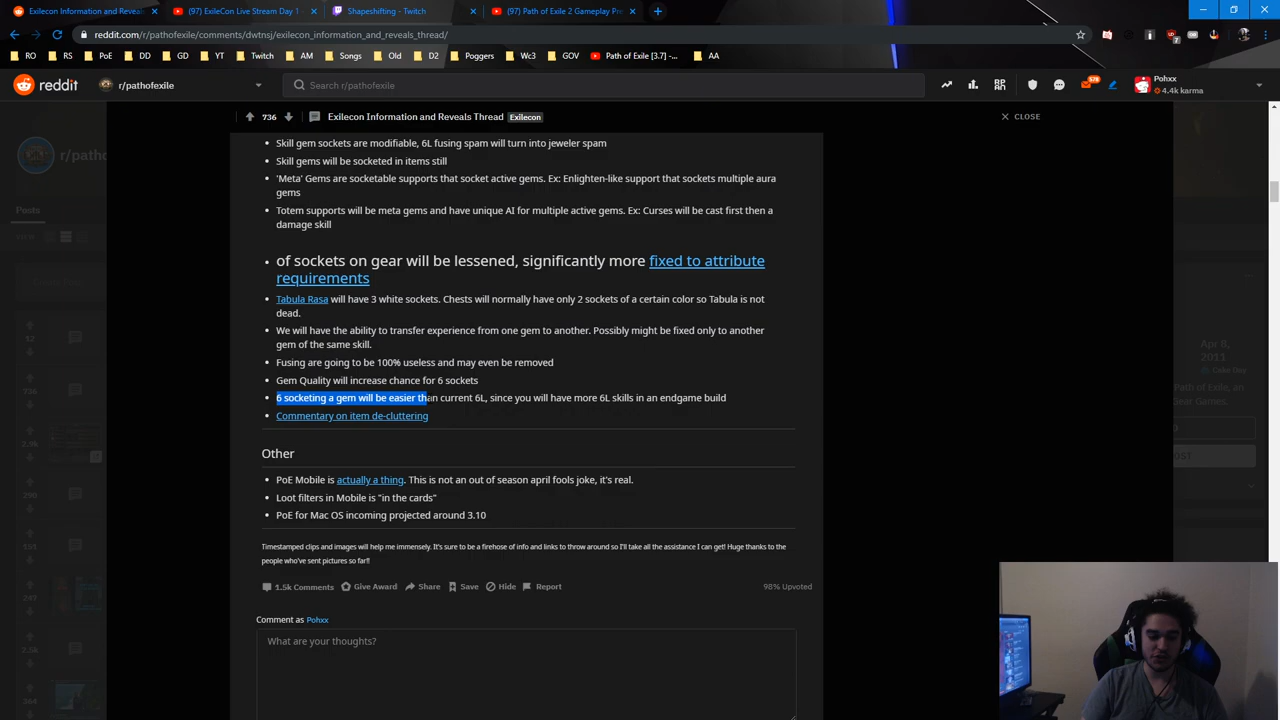 Exilecon Information and Reveals
(97) ExileCon Live Stream Day 1 -
Shapeshifting - Twitch
(97) Path of Exile 2 Gameplay Pre
reddit.com/r/pathofexile/comments/dwtnsj/exilecon_information_and_reveals_thread/
RO RS PoE DD GD YT Twitch AM Songs Old D2 Poggers Wc3 GOV Path of Exile [3.7] -... AA
reddit r/pathofexile Search r/pathofexile Pohxx
4.4k karma
736 Exilecon Information and Reveals Thread Exilecon CLOSE
Skill gem sockets are modifiable, 6L fusing spam will turn into jeweler spam
Skill gems will be socketed in items still
'Meta' Gems are socketable supports that socket active gems. Ex: Enlighten-like support that sockets multiple aura
gems
Totem supports will be meta gems and have unique AI for multiple active gems. Ex: Curses will be cast first then a
damage skill
of sockets on gear will be lessened, significantly more fixed to attribute
requirements
Tabula Rasa will have 3 white sockets. Chests will normally have only 2 sockets of a certain color so Tabula is not
dead.
We will have the ability to transfer experience from one gem to another. Possibly might be fixed only to another
gem of the same skill.
Fusing are going to be 100% useless and may even be removed
Gem Quality will increase chance for 6 sockets
6 socketing a gem will be easier than current 6L, since you will have more 6L skills in an endgame build
Commentary on item de-cluttering
Other
PoE Mobile is actually a thing. This is not an out of season april fools joke, it's real.
Loot filters in Mobile is "in the cards"
PoE for Mac OS incoming projected around 3.10
Timestamped clips and images will help me immensely. It's sure to be a firehose of info and links to throw around so I'll take all the assistance I can get! Huge thanks to the
people who've sent pictures so far!!
1.5k Comments Give Award Share Save Hide Report 98% Upvoted
Comment as Pohxx
What are your thoughts?
r/patho
Posts
Apr 8,
2011
Cake Day